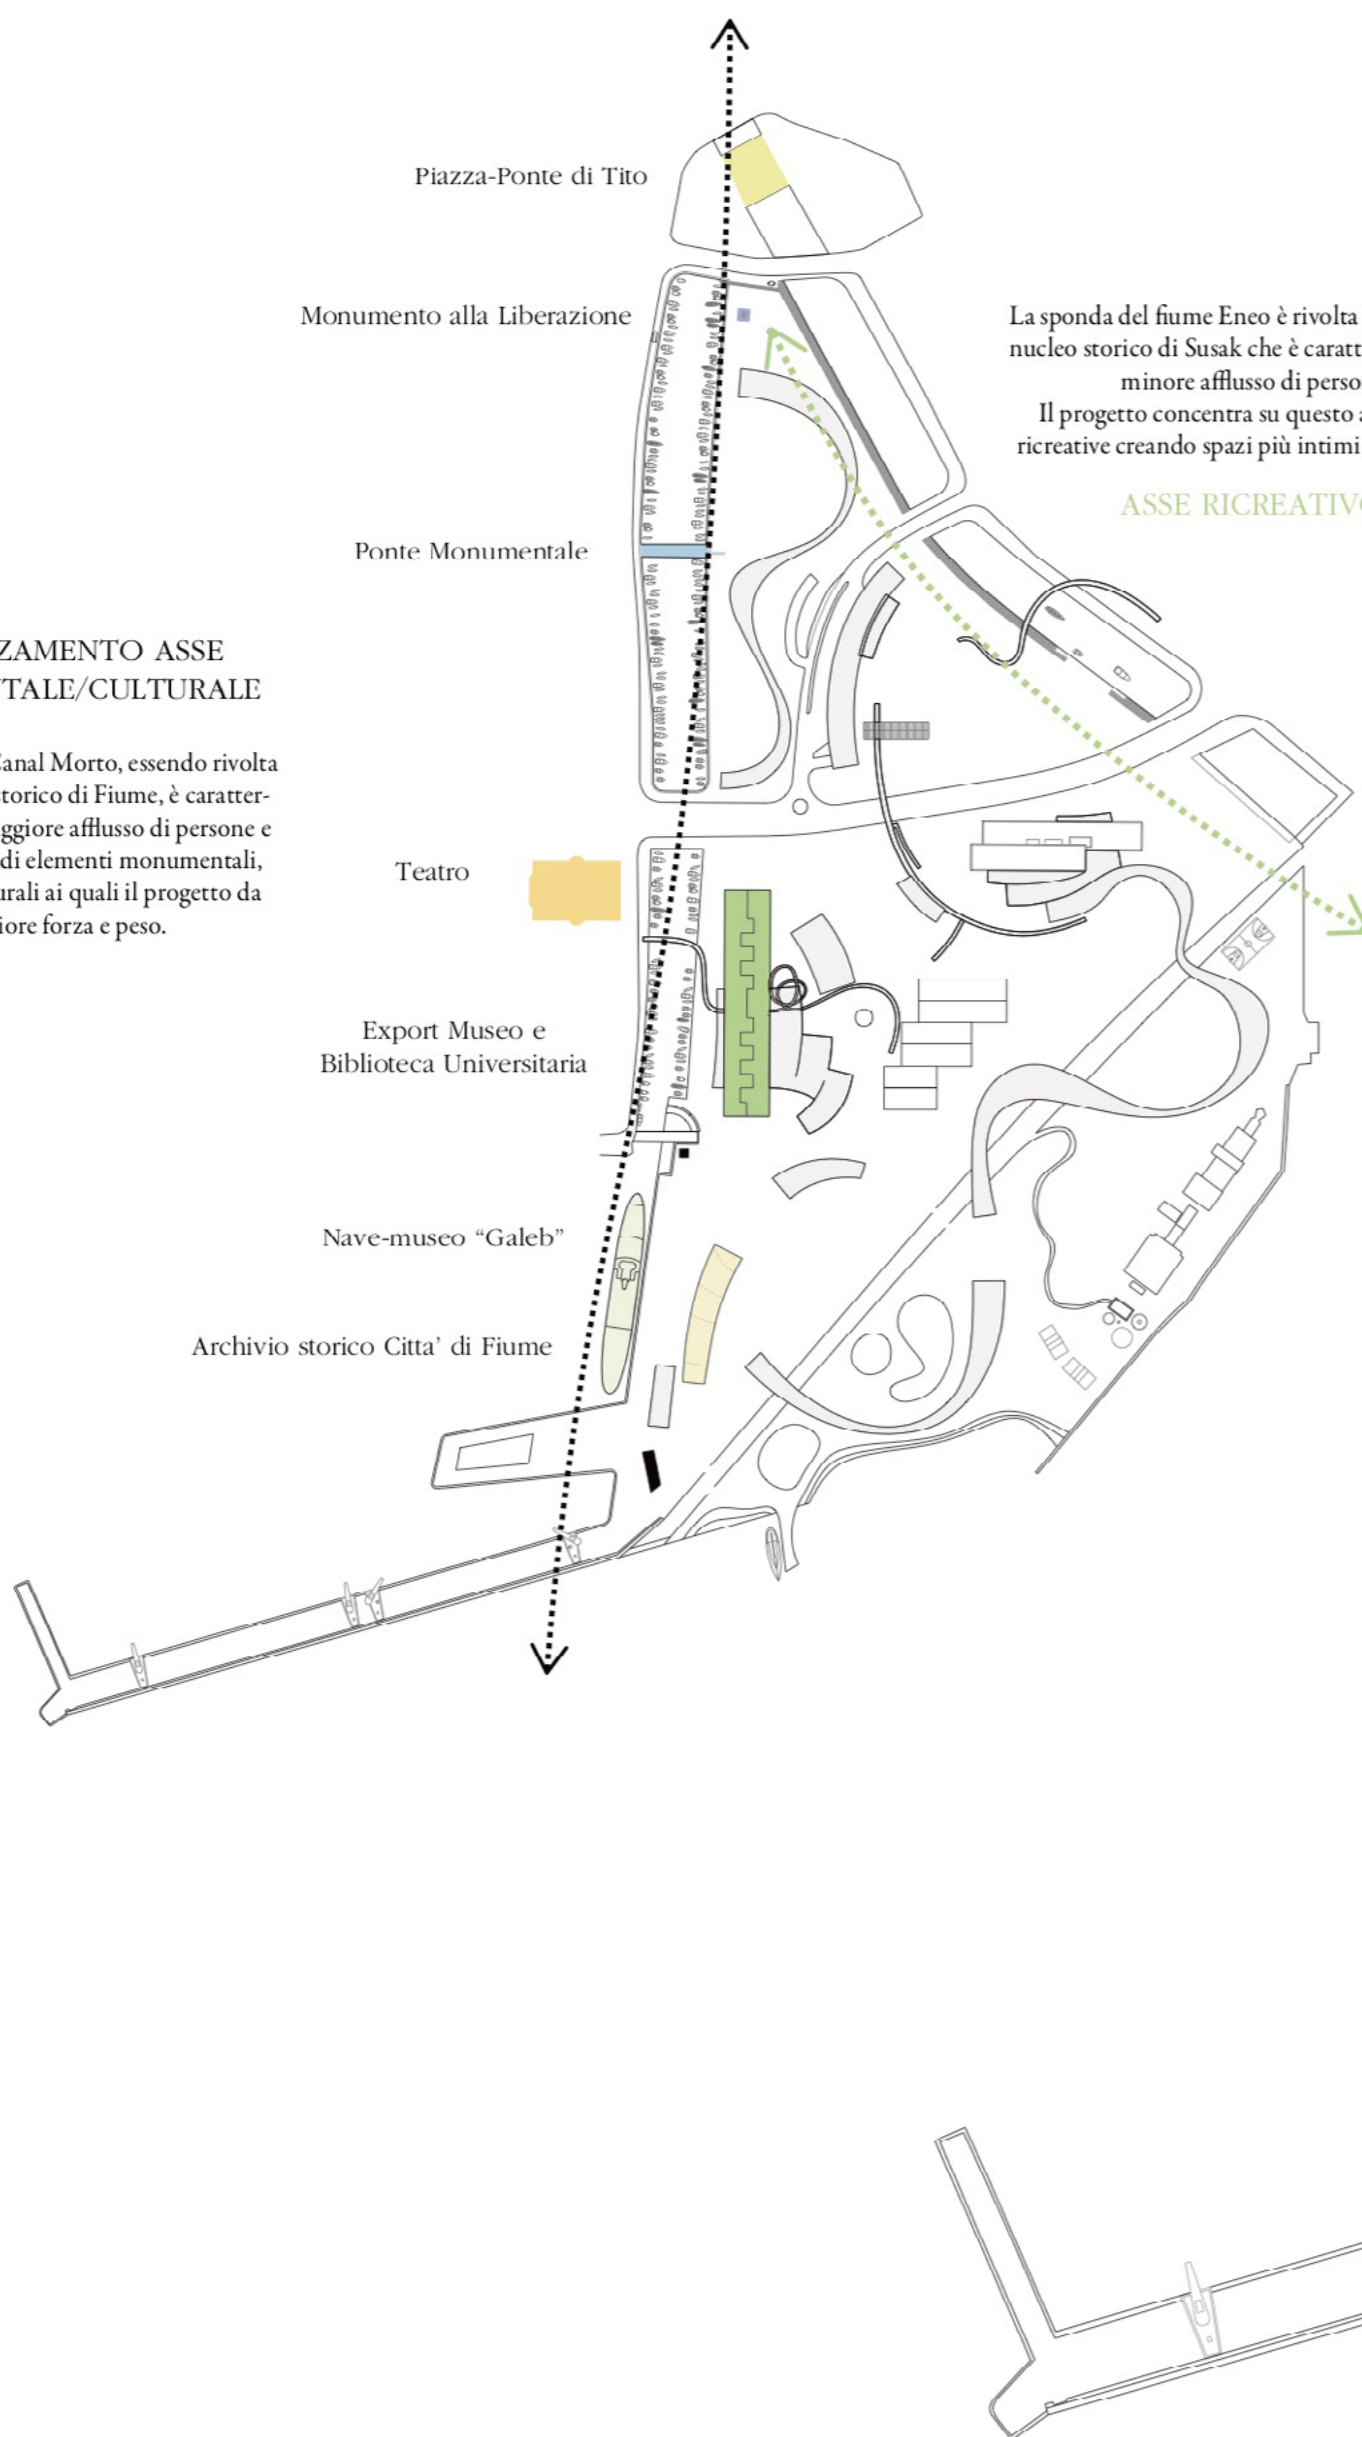 Piazza-Ponte di Tito
Monumento alla Liberazione
La sponda del fiume Eneo è rivolta
nucleo storico di Susak che è caratt
minore afflusso di perso
Il progetto concentra su questo a
ricreative creando spazi più intimi
ASSE RICREATIVO
Ponte Monumentale
ZAMENTO ASSE
TALE/CULTURALE
Canal Morto, essendo rivolta
storico di Fiume, è caratter-
ggiore afflusso di persone e
di elementi monumentali,
urali ai quali il progetto da
iore forza e peso.
Teatro
Export Museo e
Biblioteca Universitaria
Nave-museo “Galeb”
Archivio storico Citta’ di Fiume